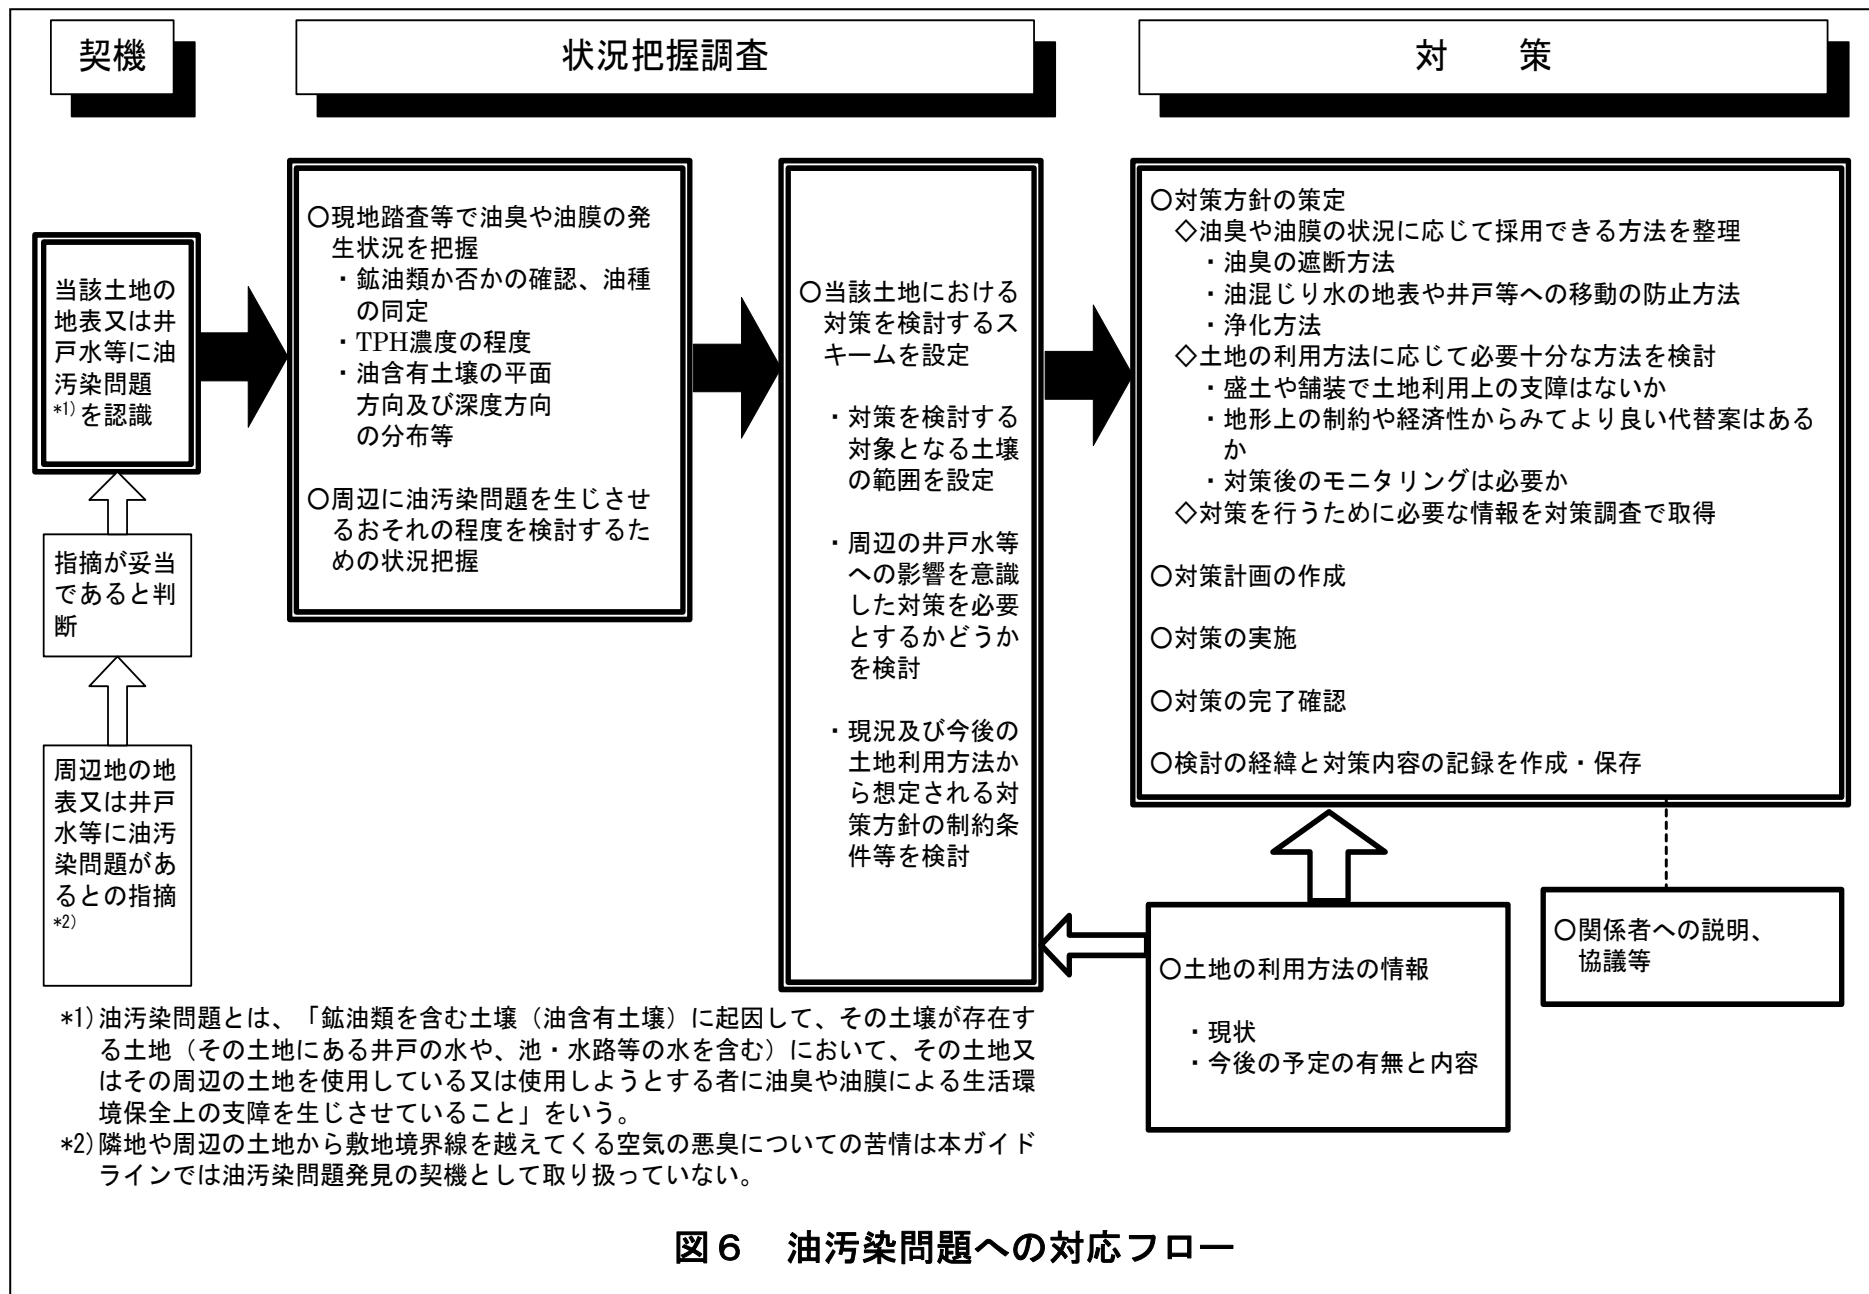 契機
状況把握調査
対　策
当該土地の
地表又は井
戸水等に油
汚染問題
*1)を認識
指摘が妥当
であると判
断
周辺地の地
表又は井戸
水等に油汚
染問題があ
るとの指摘
*2)
○現地踏査等で油臭や油膜の発
生状況を把握
・鉱油類か否かの確認、油種
の同定
・TPH濃度の程度
・油含有土壌の平面
方向及び深度方向
の分布等
○周辺に油汚染問題を生じさせ
るおそれの程度を検討するた
めの状況把握
○当該土地における
対策を検討するス
キームを設定
・対策を検討する
対象となる土壌
の範囲を設定
・周辺の井戸水等
への影響を意識
した対策を必要
とするかどうか
を検討
・現況及び今後の
土地利用方法か
ら想定される対
策方針の制約条
件等を検討
○対策方針の策定
◇油臭や油膜の状況に応じて採用できる方法を整理
・油臭の遮断方法
・油混じり水の地表や井戸等への移動の防止方法
・浄化方法
◇土地の利用方法に応じて必要十分な方法を検討
・盛土や舗装で土地利用上の支障はないか
・地形上の制約や経済性からみてより良い代替案はある
か
・対策後のモニタリングは必要か
◇対策を行うために必要な情報を対策調査で取得
○対策計画の作成
○対策の実施
○対策の完了確認
○検討の経緯と対策内容の記録を作成・保存
○土地の利用方法の情報
・現状
・今後の予定の有無と内容
○関係者への説明、
協議等
*1)油汚染問題とは、「鉱油類を含む土壌（油含有土壌）に起因して、その土壌が存在す
る土地（その土地にある井戸の水や、池・水路等の水を含む）において、その土地又
はその周辺の土地を使用している又は使用しようとする者に油臭や油膜による生活環
境保全上の支障を生じさせていること」をいう。
*2)隣地や周辺の土地から敷地境界線を越えてくる空気の悪臭についての苦情は本ガイド
ラインでは油汚染問題発見の契機として取り扱っていない。
図６　油汚染問題への対応フロー